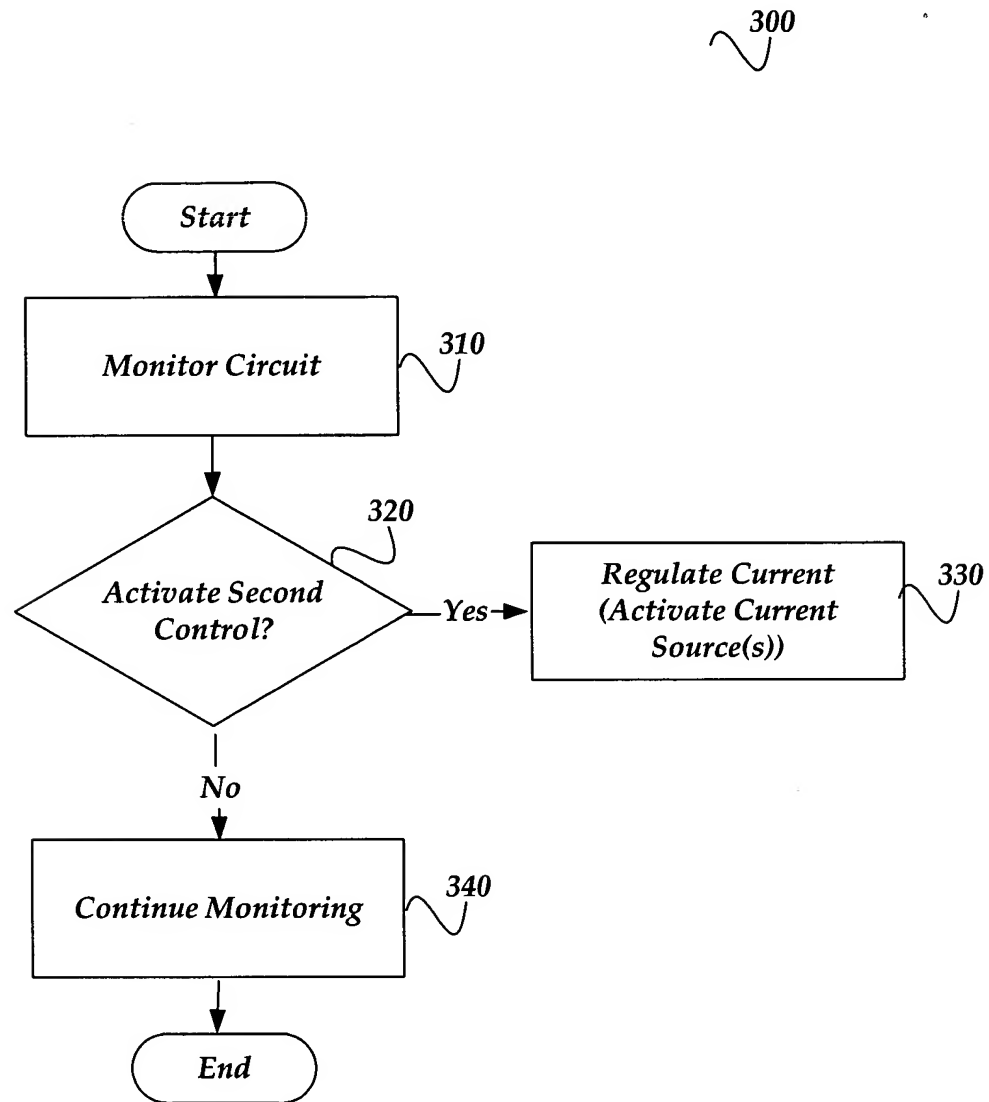 300
Start
Monitor Circuit
310
320
Activate Second
Control?
Yes
Regulate Current
(Activate Current
Source(s))
330
No
Continue Monitoring
340
End